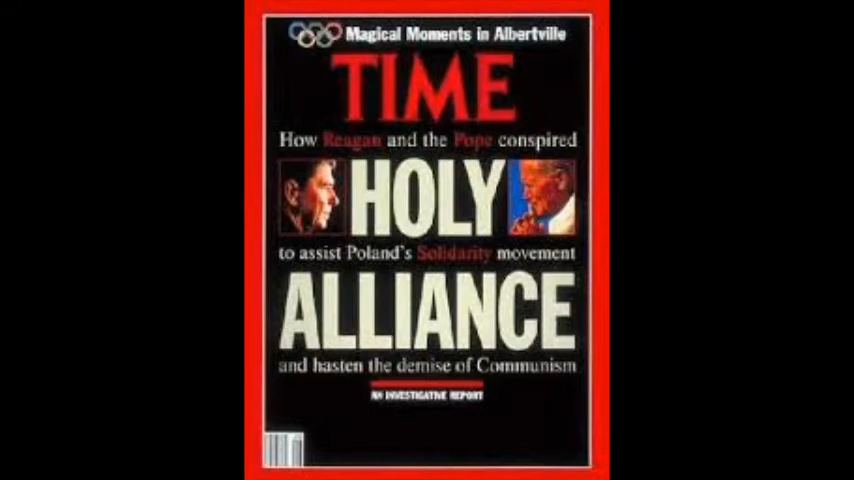 Magical Moments in Albertville
TIME
How Reagan and the Pope conspired
HOLY
to assist Poland's Solidarity movement
ALLIANCE
and hasten the demise of Communism
AN INVESTIGATIVE REPORT